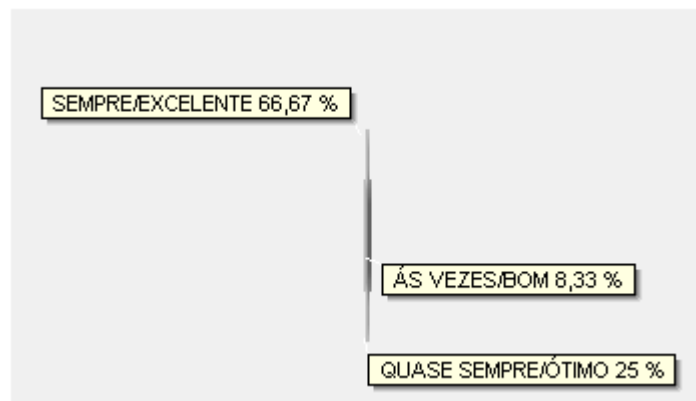 SEMPRE/EXCELENTE 66,67 %
ÁS VEZES/BOM 8,33 %
QUASE SEMPRE/ÓTIMO 25 %